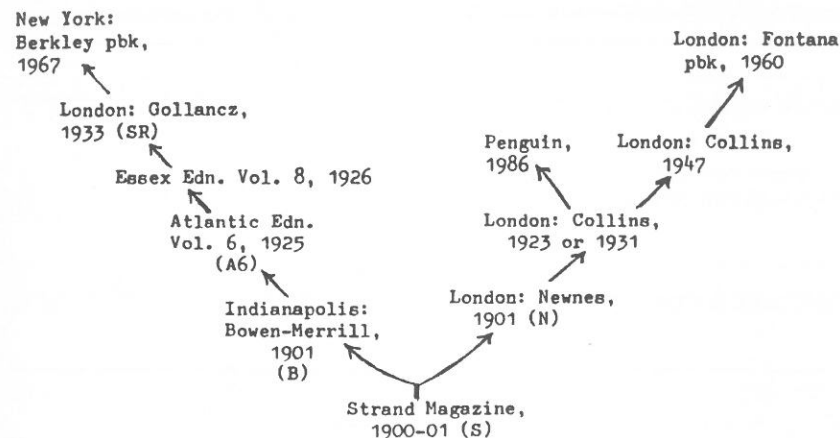 New York:
Berkley pbk,
1967
London: Fontana
pbk, 1960
London: Gollancz,
1933 (SR)
Penguin,
1986
London: Collins,
1947
Essex Edn. Vol. 8, 1926
Atlantic Edn.
Vol. 6, 1925
(A6)
London: Collins,
1923 or 1931
Indianapolis:
Bowen-Merrill,
1901
(B)
London: Newnes,
1901 (N)
Strand Magazine,
1900-01 (S)